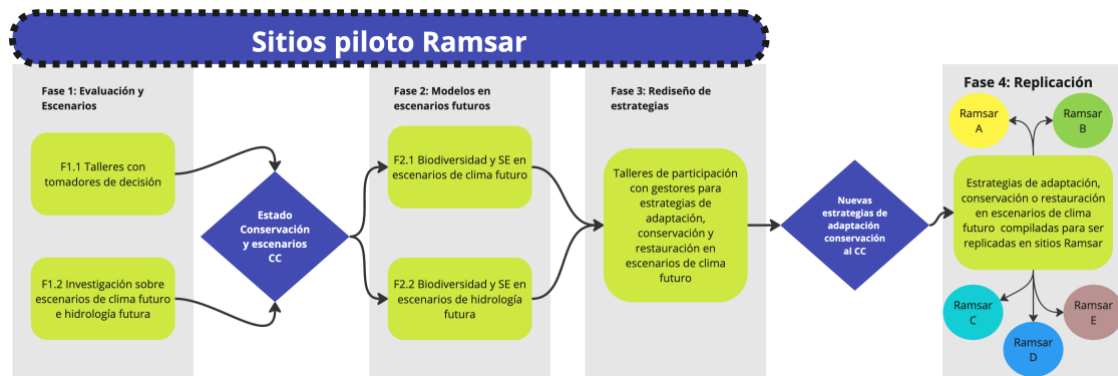 Sitios piloto Ramsar
Fase 1: Evaluación y
Escenarios
F1.1 Talleres con
tomadores de decisión
F1.2 Investigación sobre
escenarios de clima futuro
e hidrología futura
Estado
Conservación
y escenarios
CC
Fase 2: Modelos en
escenarios futuros
F2.1 Biodiversidad y SE en
escenarios de clima futuro
F2.2 Biodiversidad y SE en
escenarios de hidrología
futura
Fase 3: Rediseño de
estrategias
Talleres de participación
con gestores para
estrategias de
adaptación,
conservación y
restauración en
escenarios de clima
futuro
Nuevas
estrategias de
adaptación
conservación
al CC
Fase 4: Replicación
Ramsar
A
Ramsar
B
Estrategias de adaptación,
conservación o restauración
en escenarios de clima
futuro compiladas para ser
replicadas en sitios Ramsar
Ramsar
C
Ramsar
D
Ramsar
E